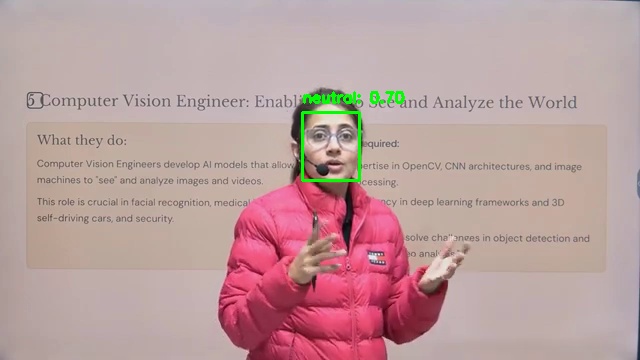 5 Computer Vision Engineer: Enabl
neutral: 0.70
See and Analyze the World
What they do:
Computer Vision Engineers develop AI models that allow
machines to "see" and analyze images and videos.
This role is crucial in facial recognition, medical
self-driving cars, and security.
equired:
pertise in OpenCV, CNN architectures, and image
cessing.
ncy in deep learning frameworks and 3D
solve challenges in object detection and